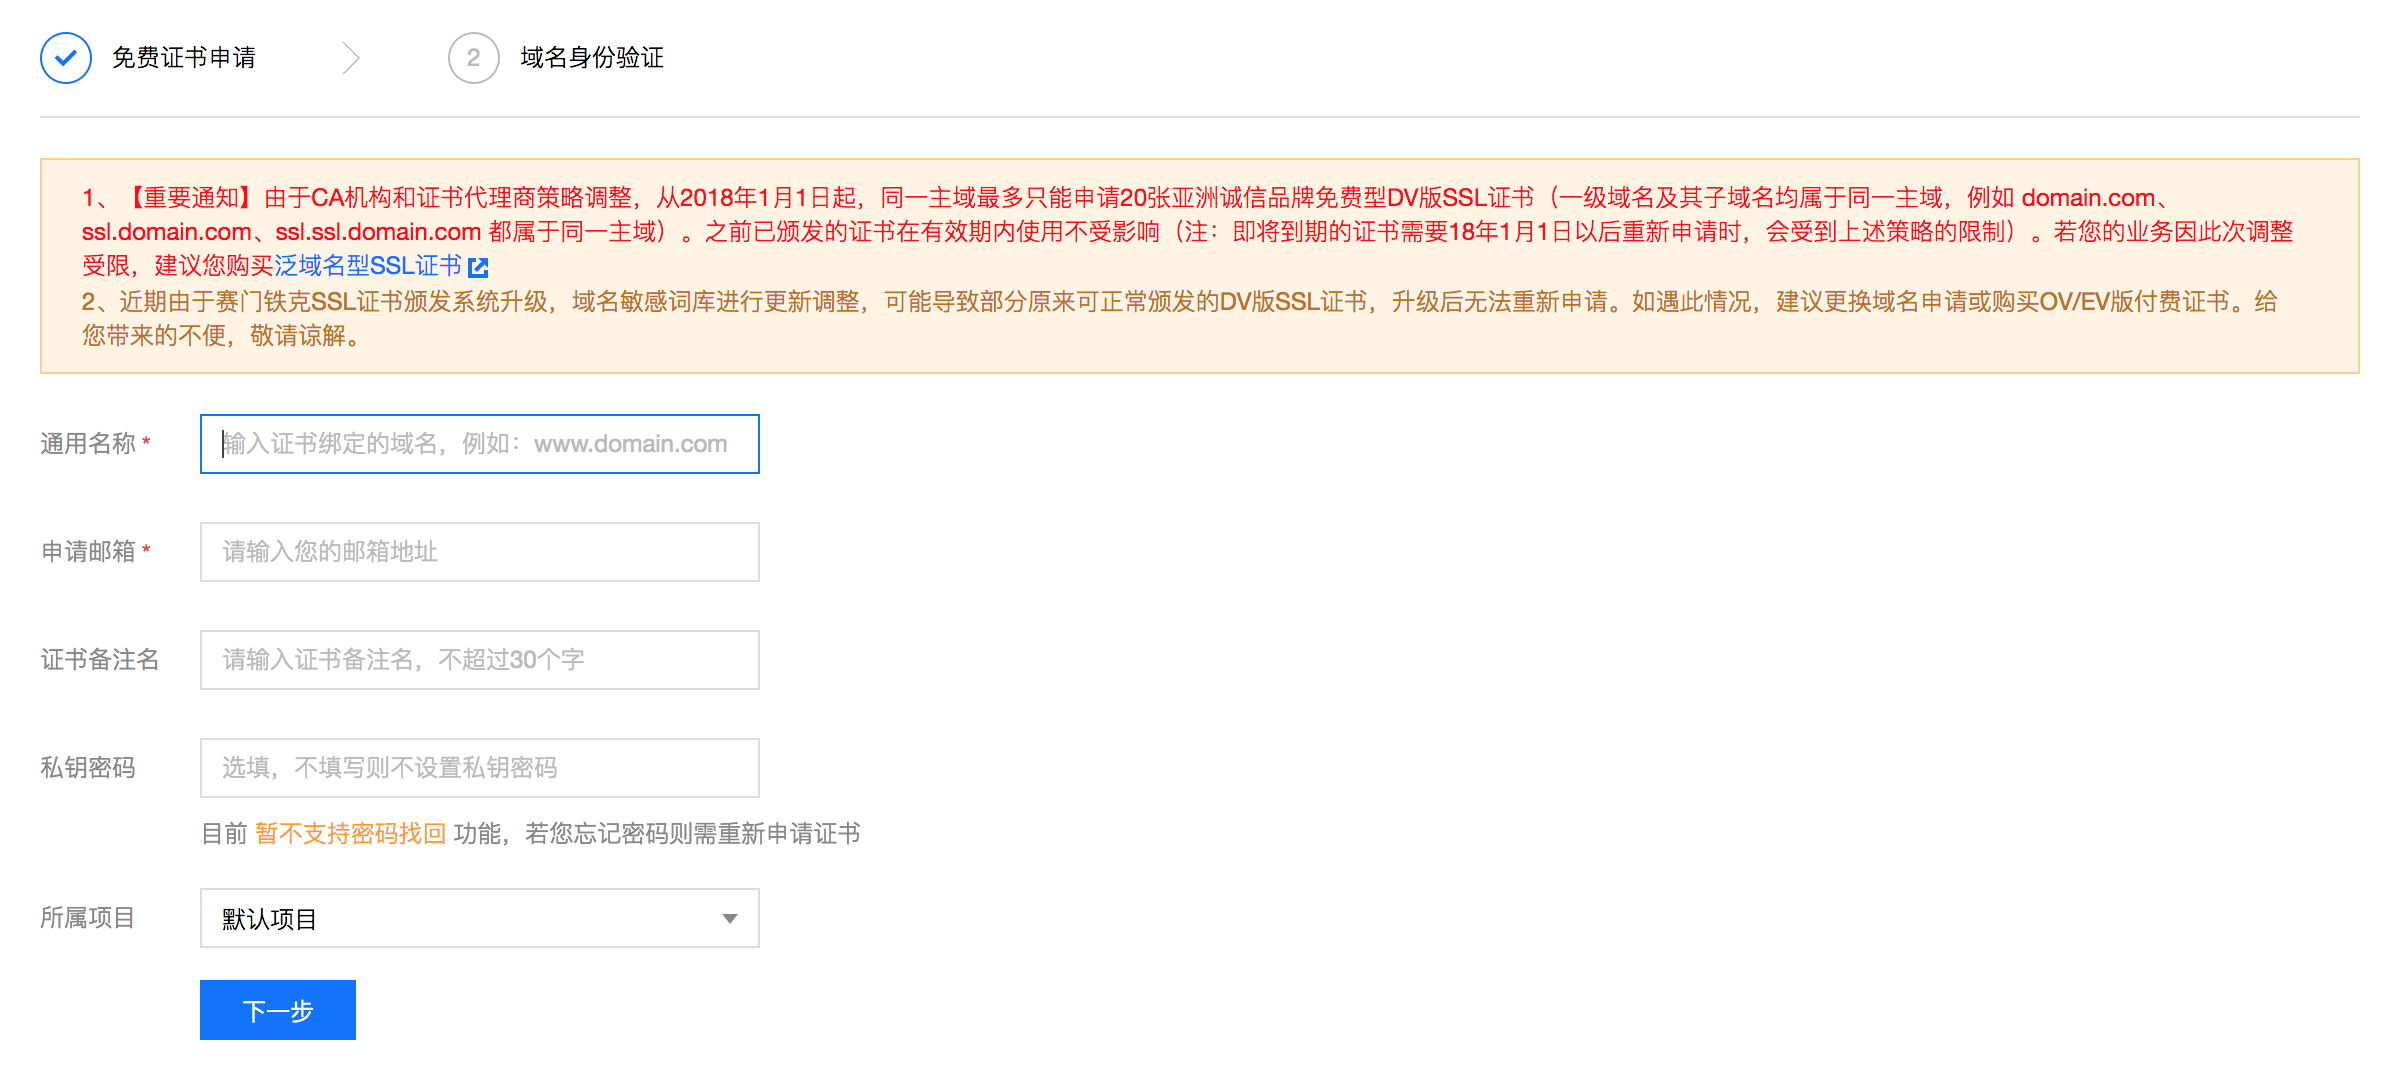 免费证书申请
2 域名身份验证
1、【重要通知】由于CA机构和证书代理商策略调整，从2018年1月1日起，同一主域最多只能申请20张亚洲诚信品牌免费型DV版SSL证书（一级域名及其子域名均属于同一主域，例如 domain.com、
ssl.domain.com、ssl.ssl.domain.com 都属于同一主域）。之前已颁发的证书在有效期内使用不受影响（注：即将到期的证书需要18年1月1日以后重新申请时，会受到上述策略的限制）。若您的业务因此次调整
受限，建议您购买泛域名型SSL证书
2、近期由于赛门铁克SSL证书颁发系统升级，域名敏感词库进行更新调整，可能导致部分原来可正常颁发的DV版SSL证书，升级后无法重新申请。如遇此情况，建议更换域名申请或购买OV/EV版付费证书。给
您带来的不便，敬请谅解。
通用名称 * 输入证书绑定的域名，例如：www.domain.com
申请邮箱 * 请输入您的邮箱地址
证书备注名 请输入证书备注名，不超过30个字
私钥密码 选填，不填写则不设置私钥密码
目前 暂不支持密码找回 功能，若您忘记密码则需重新申请证书
所属项目 默认项目
下一步